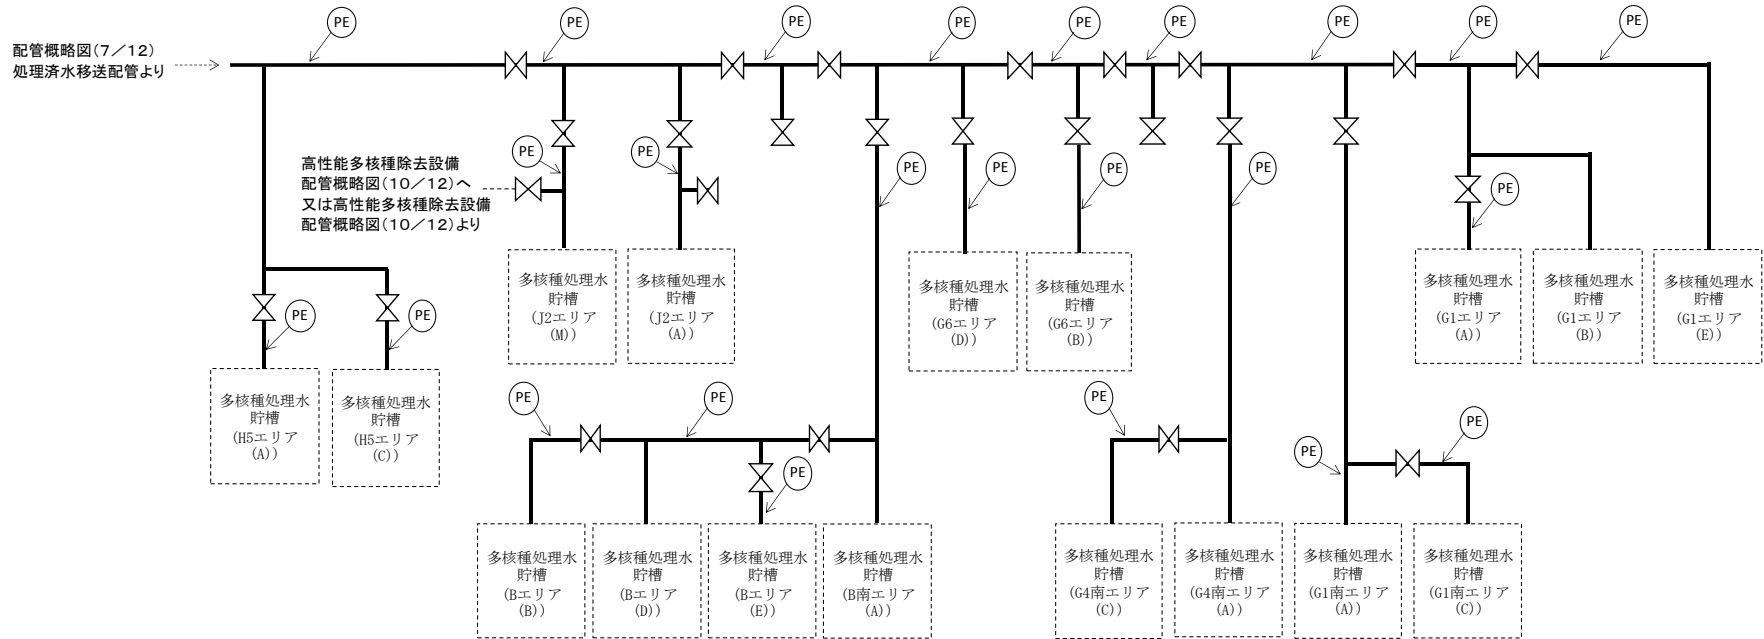 配管概略図(7／12)
処理済水移送配管より
PE
PE
PE
PE
PE
PE
PE
PE
PE
高性能多核種除去設備
配管概略図(10／12)へ
又は高性能多核種除去設備
配管概略図(10／12)より
PE
PE
PE
PE
PE
PE
PE
多核種処理水
貯槽
(J2エリア
(M))
多核種処理水
貯槽
(J2エリア
(A))
多核種処理水
貯槽
(G6エリア
(D))
多核種処理水
貯槽
(G6エリア
(B))
多核種処理水
貯槽
(G1エリア
(A))
多核種処理水
貯槽
(G1エリア
(B))
多核種処理水
貯槽
(G1エリア
(E))
PE
PE
多核種処理水
貯槽
(H5エリア
(A))
多核種処理水
貯槽
(H5エリア
(C))
PE
PE
PE
PE
PE
PE
多核種処理水
貯槽
(Bエリア
(B))
多核種処理水
貯槽
(Bエリア
(D))
多核種処理水
貯槽
(Bエリア
(E))
多核種処理水
貯槽
(B南エリア
(A))
多核種処理水
貯槽
(G4南エリア
(C))
多核種処理水
貯槽
(G4南エリア
(A))
多核種処理水
貯槽
(G1南エリア
(A))
多核種処理水
貯槽
(G1南エリア
(C))